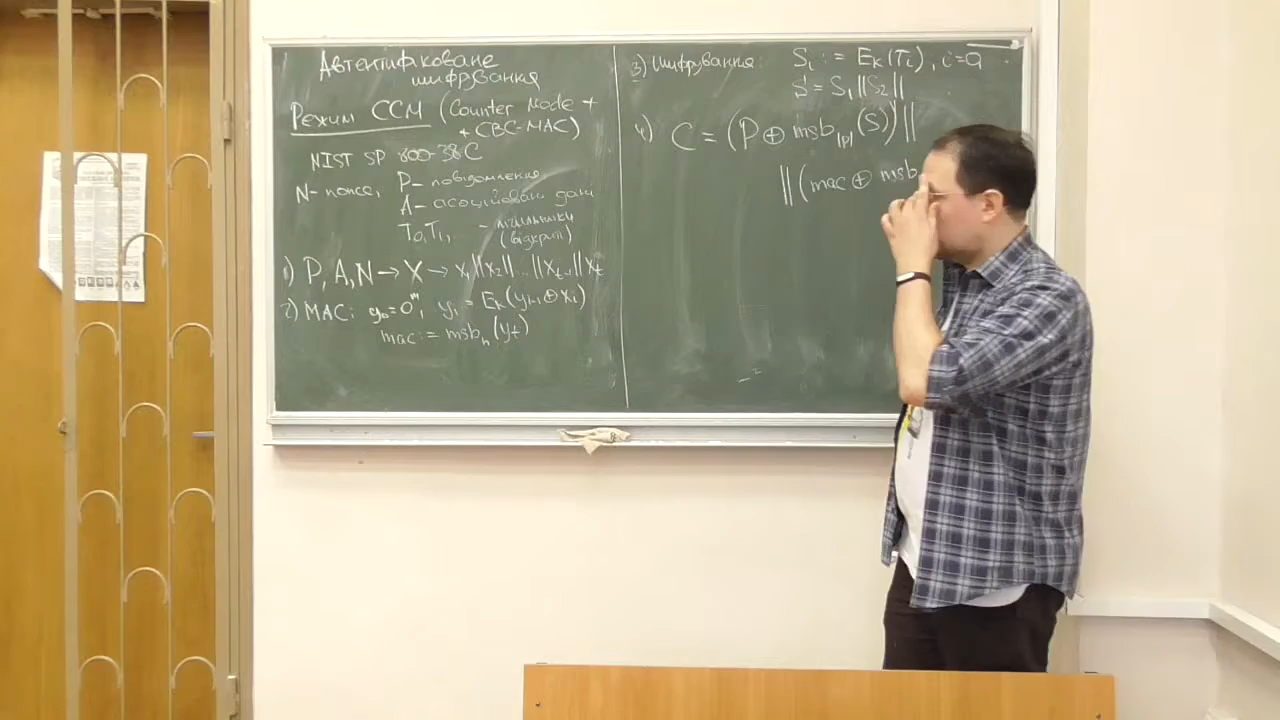 Автентифіковане
шифрування
Режим CCM (Counter Mode +
+ CBC-MAC)
NIST SP 800-38C
N - nonce, P - повідомлення
A - асоційовані дані
T₀, T₁, - лічильники
(відкриті)
1) P, A, N → X → x₁||x₂||...||xₜ₋₁||xₜ
2) MAC: y₀ = 0ᵐ, yᵢ = Eₖ(yᵢ₋₁ ⊕ xᵢ)
mac := msbₙ(yₜ)
3) Шифрування: Sᵢ := Eₖ(Tᵢ), i = 0
S = S₁||S₂||
4) C = (P ⊕ msb|p|(S)) ||
||(mac ⊕ msb